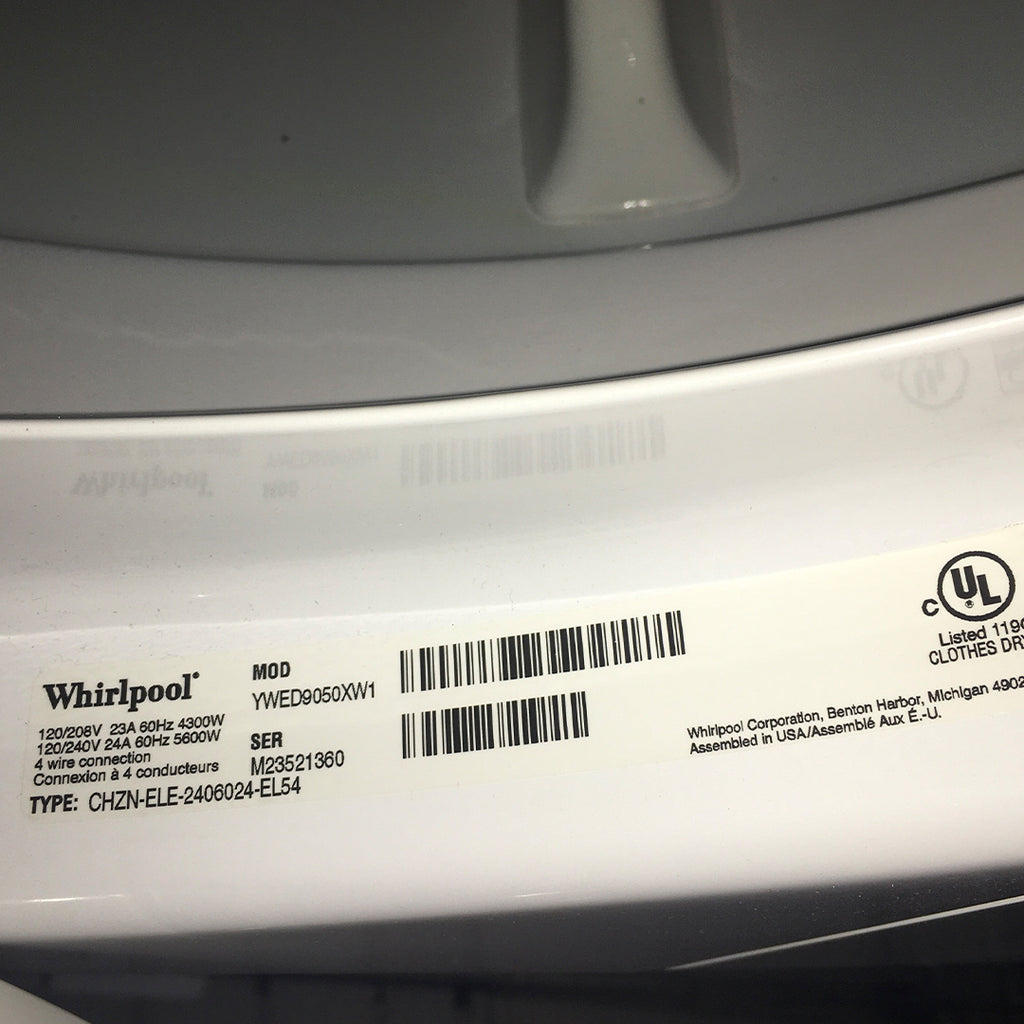 Whirlpool®
120/208V 23A 60Hz 4300W
120/240V 24A 60Hz 5600W
4 wire connection
Connexion à 4 conducteurs
TYPE: CHZN-ELE-2406024-EL54
MOD
YWED9050XW1
SER
M23521360
C UL ®
Listed
CLOTHES
Whirlpool Corporation, Benton Harbor, Michigan
Assembled in USA/Assemblé Aux É.-U.